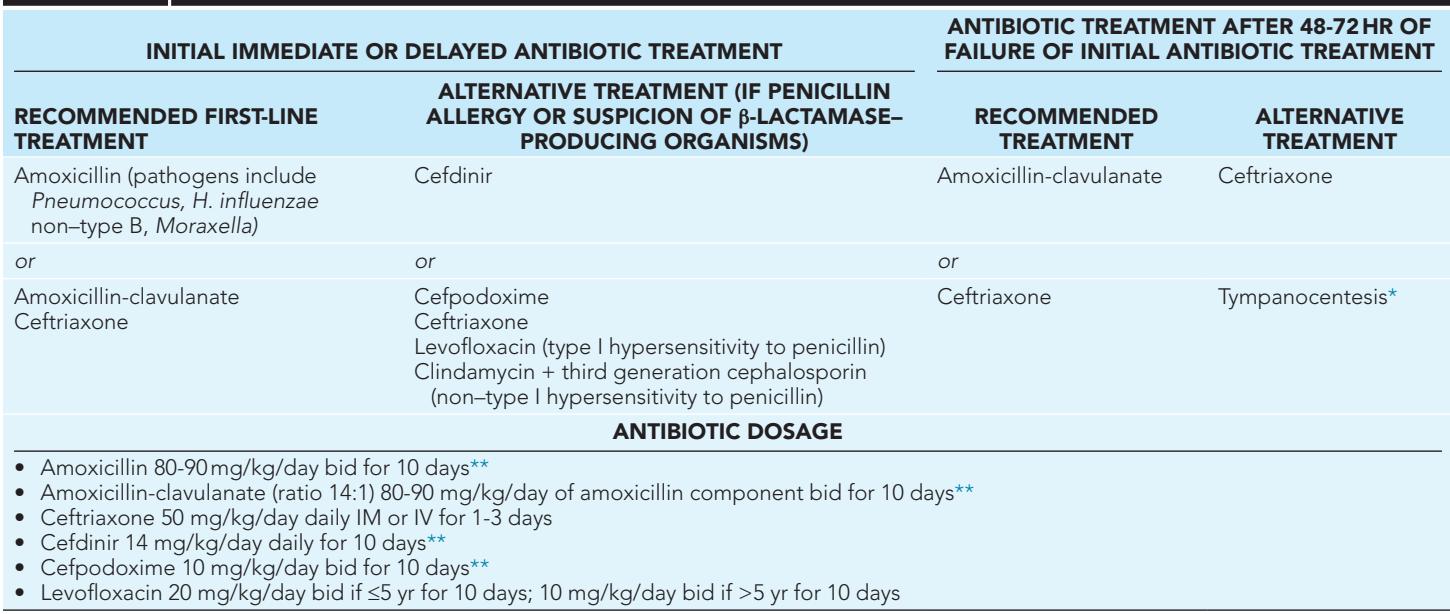 INITIAL IMMEDIATE OR DELAYED ANTIBIOTIC TREATMENT
ANTIBIOTIC TREATMENT AFTER 48-72 HR OF
FAILURE OF INITIAL ANTIBIOTIC TREATMENT
RECOMMENDED FIRST-LINE
TREATMENT
ALTERNATIVE TREATMENT (IF PENICILLIN
ALLERGY OR SUSPICION OF β-LACTAMASE–
PRODUCING ORGANISMS)
RECOMMENDED
TREATMENT
ALTERNATIVE
TREATMENT
Amoxicillin (pathogens include
Pneumococcus, H. influenzae
non–type B, Moraxella)
Cefdinir
Amoxicillin-clavulanate
Ceftriaxone
or
or
or
Amoxicillin-clavulanate
Ceftriaxone
Cefpodoxime
Ceftriaxone
Levofloxacin (type I hypersensitivity to penicillin)
Clindamycin + third generation cephalosporin
(non–type I hypersensitivity to penicillin)
Ceftriaxone
Tympanocentesis*
ANTIBIOTIC DOSAGE
• Amoxicillin 80-90 mg/kg/day bid for 10 days**
• Amoxicillin-clavulanate (ratio 14:1) 80-90 mg/kg/day of amoxicillin component bid for 10 days**
• Ceftriaxone 50 mg/kg/day daily IM or IV for 1-3 days
• Cefdinir 14 mg/kg/day daily for 10 days**
• Cefpodoxime 10 mg/kg/day bid for 10 days**
• Levofloxacin 20 mg/kg/day bid if ≤5 yr for 10 days; 10 mg/kg/day bid if >5 yr for 10 days